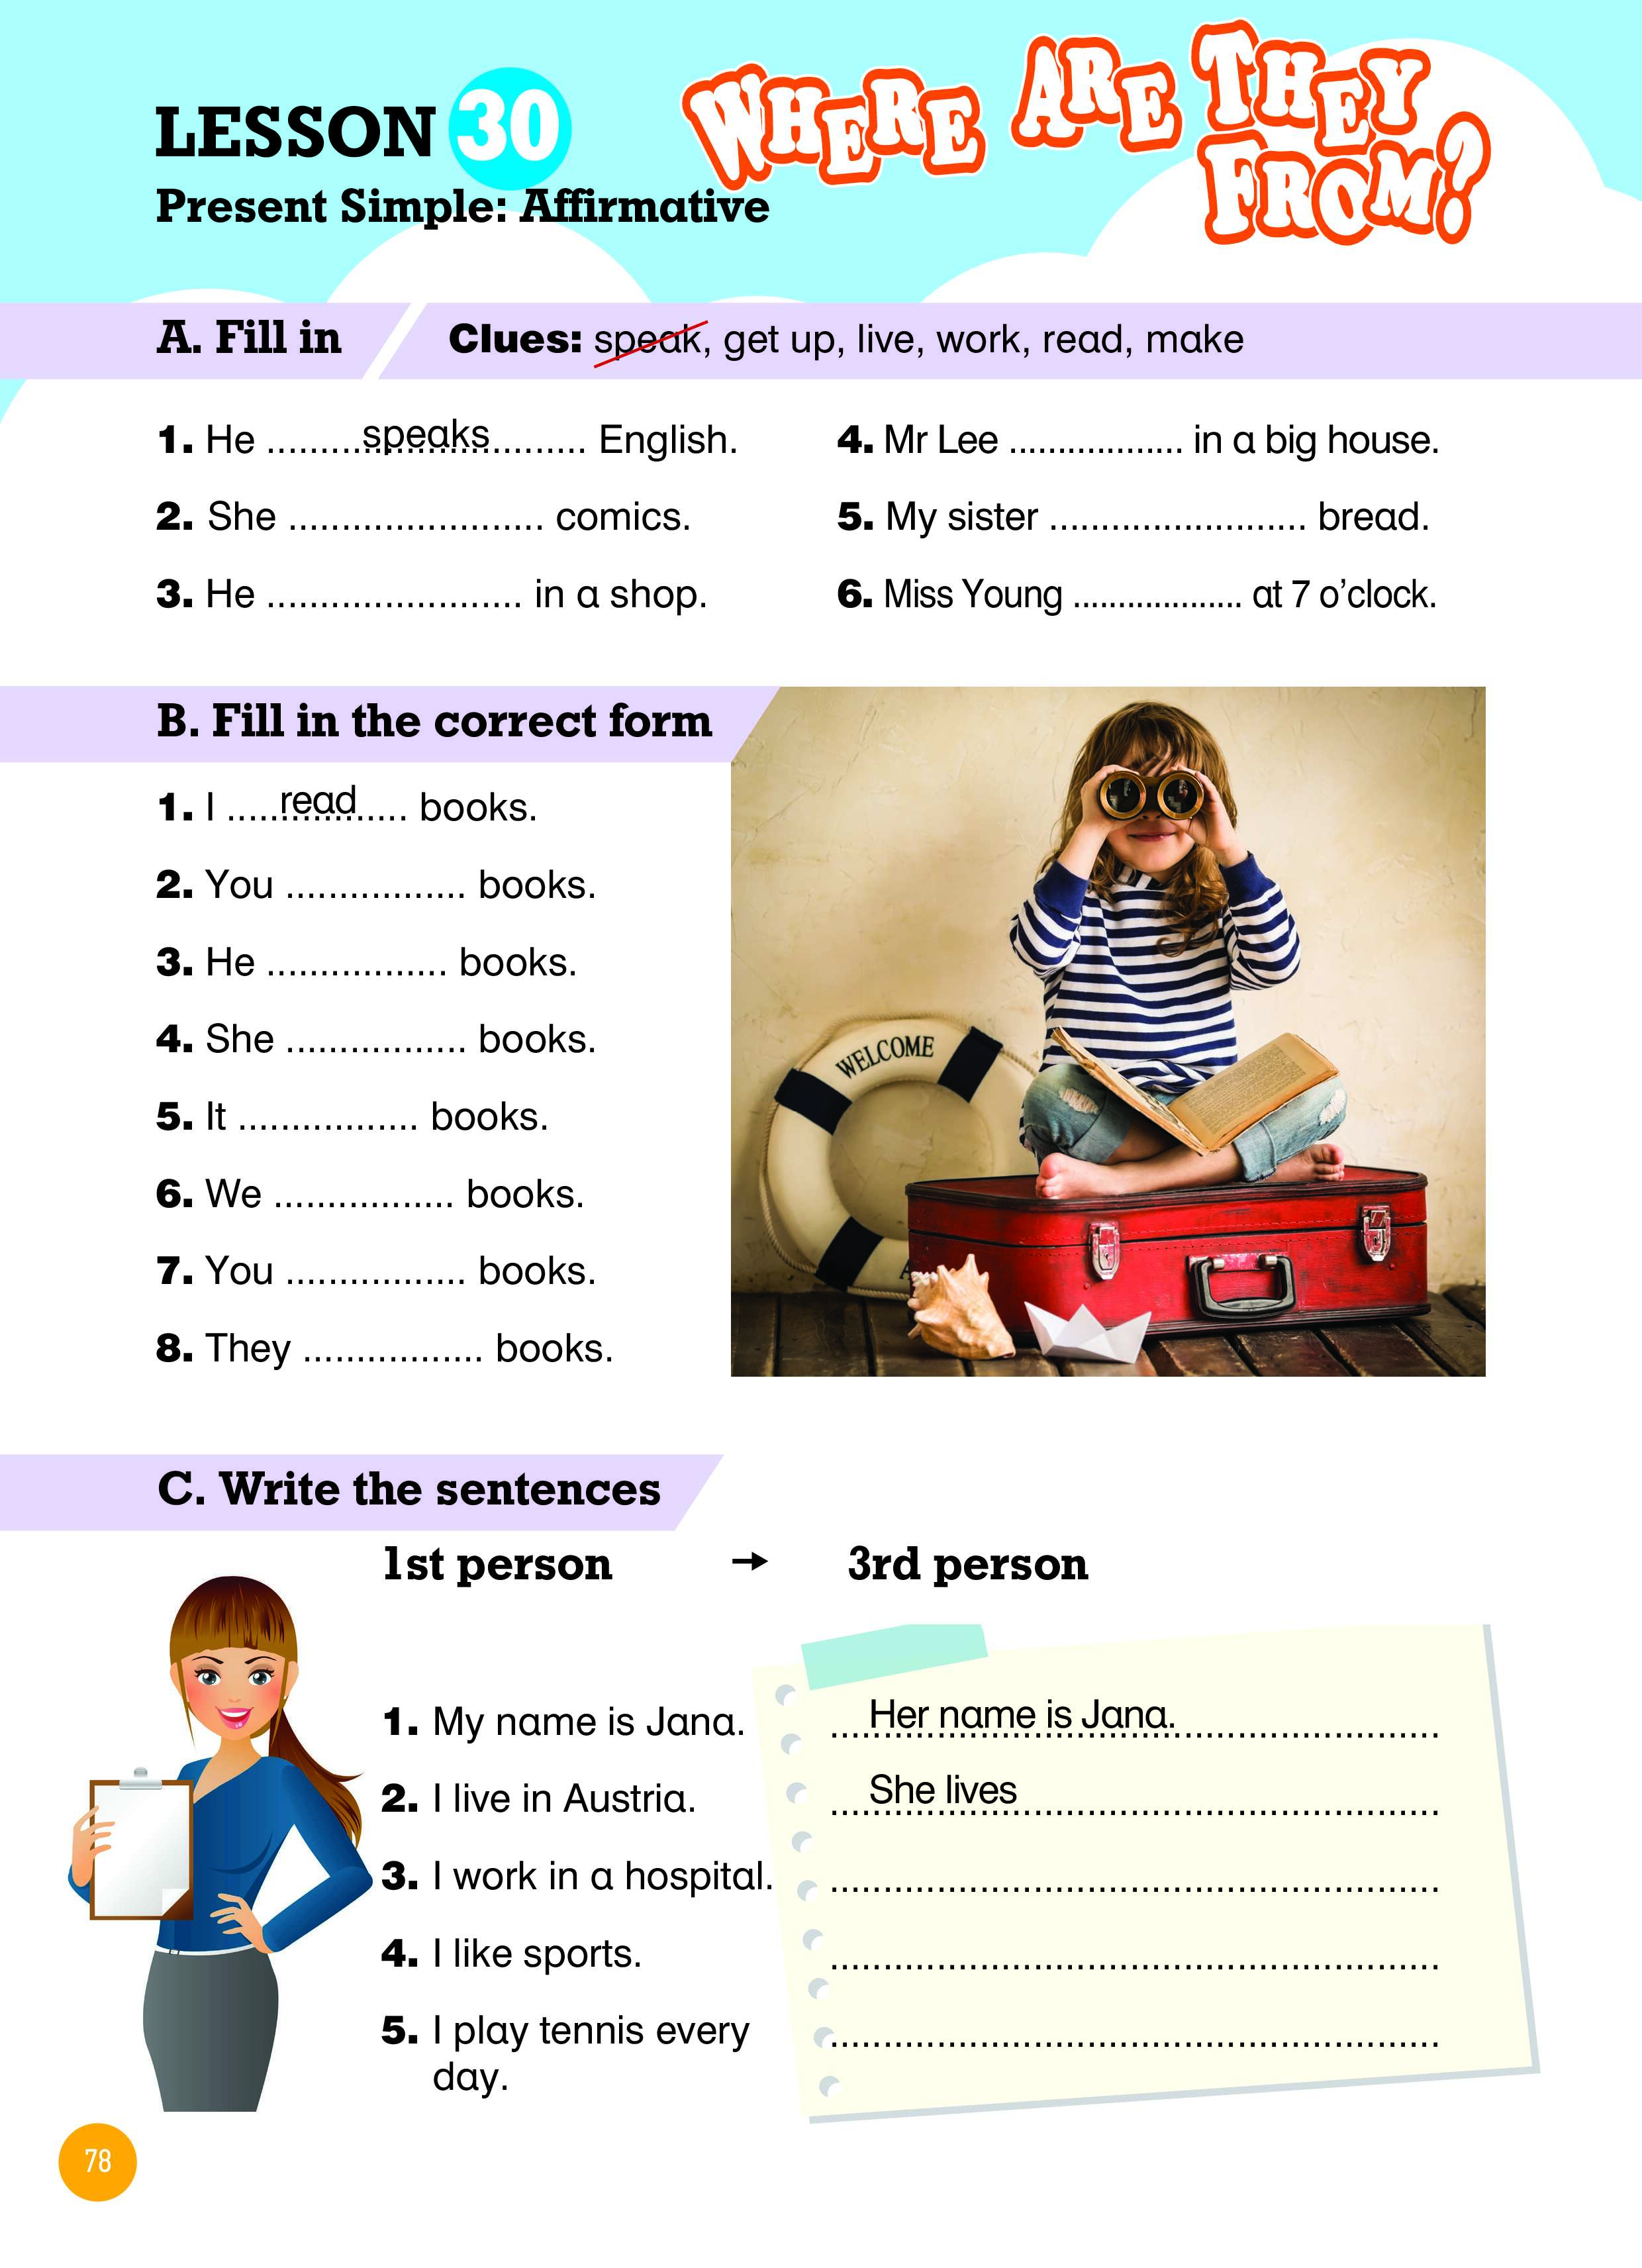 LESSON 30
WHERE ARE THEY
FROM?
Present Simple: Affirmative
A. Fill in
Clues: speak, get up, live, work, read, make
1. He ..........speaks.......... English.
2. She ........................ comics.
3. He ........................ in a shop.
4. Mr Lee .................. in a big house.
5. My sister ........................ bread.
6. Miss Young ................... at 7 o’clock.
B. Fill in the correct form
1. I .....read..... books.
2. You ................. books.
3. He ................. books.
4. She ................. books.
5. It ................. books.
6. We ................. books.
7. You ................. books.
8. They ................. books.
WELCOME
C. Write the sentences
1st person → 3rd person
1. My name is Jana.
Her name is Jana.
2. I live in Austria.
She lives
3. I work in a hospital.
4. I like sports.
5. I play tennis every
day.
78